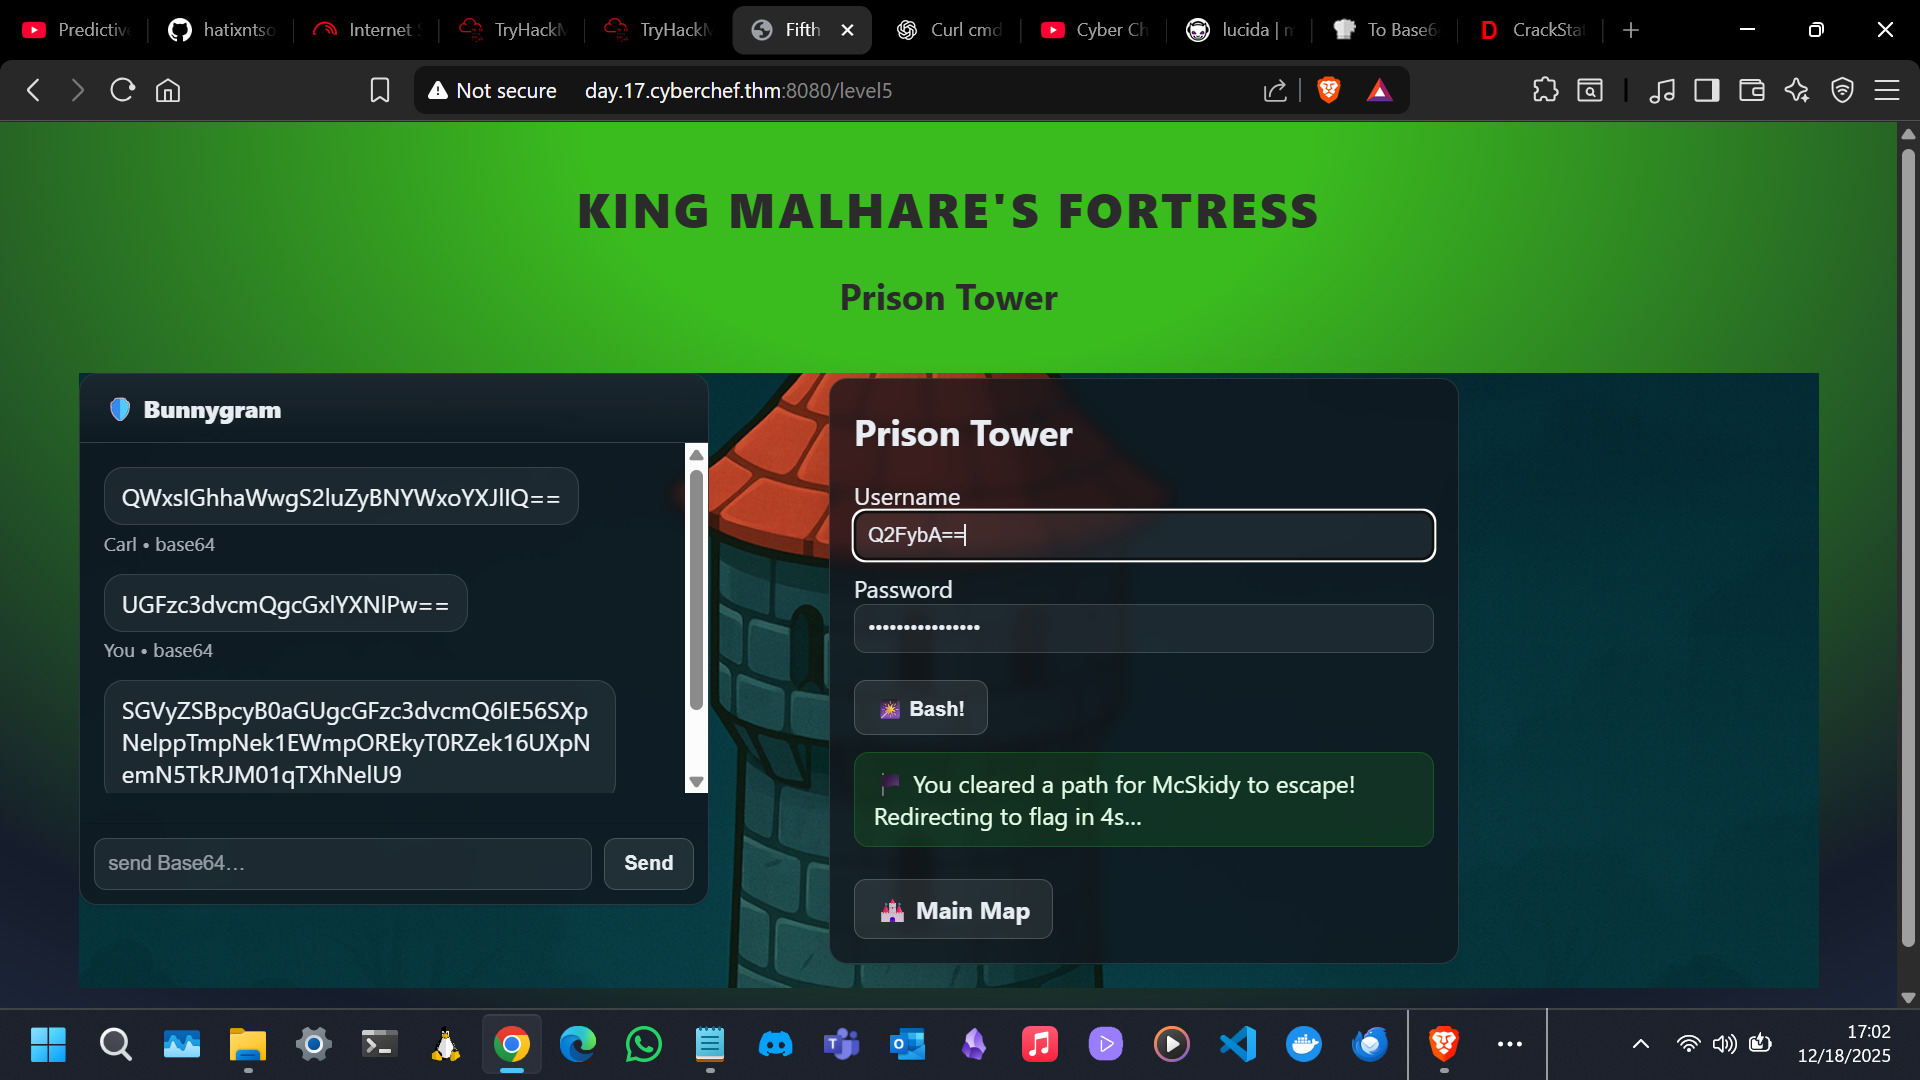 Predictiv
hatixntso
Internet S
TryHackM
TryHackM
Fifth
Curl cmd
Cyber Ch
lucida | m
To Base6
CrackStat
Not secure day.17.cyberchef.thm:8080/level5
KING MALHARE'S FORTRESS
Prison Tower
Bunnygram
QWxsIGhhaWwgS2luZyBNYWxoYXJlIQ==
Carl • base64
UGFzc3dvcmQgcGxlYXNlPw==
You • base64
SGVyZSBpcyB0aGUgcGFzc3dvcmQ6IE56SXp
NelppTmpNek1EWmpOREkyT0RZek16UXpN
emN5TkRJM01qTXhNelU9
send Base64...
Send
Prison Tower
Username
Q2FybA==
Password
Bash!
You cleared a path for McSkidy to escape!
Redirecting to flag in 4s...
Main Map
17:02
12/18/2025